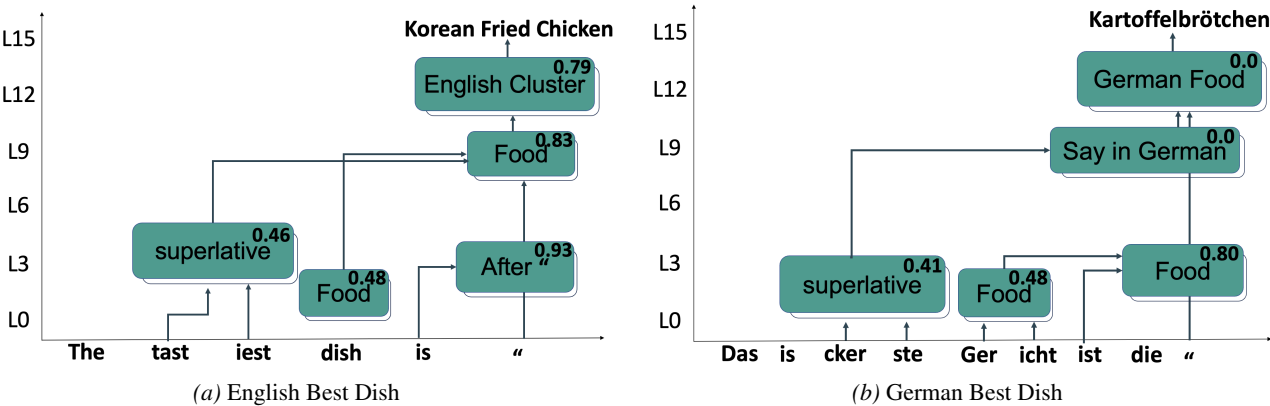 Korean Fried Chicken
L15
L12
L9
L6
L3
L0
0.79
English Cluster
0.83
Food
0.46
superlative
0.48
Food
0.93
After “
The tast iest dish is “
(a) English Best Dish
Kartoffelbrötchen
L15
L12
L9
L6
L3
L0
0.0
German Food
0.0
Say in German
0.41
superlative
0.48
Food
0.80
Food
Das is cker ste Ger icht ist die “
(b) German Best Dish